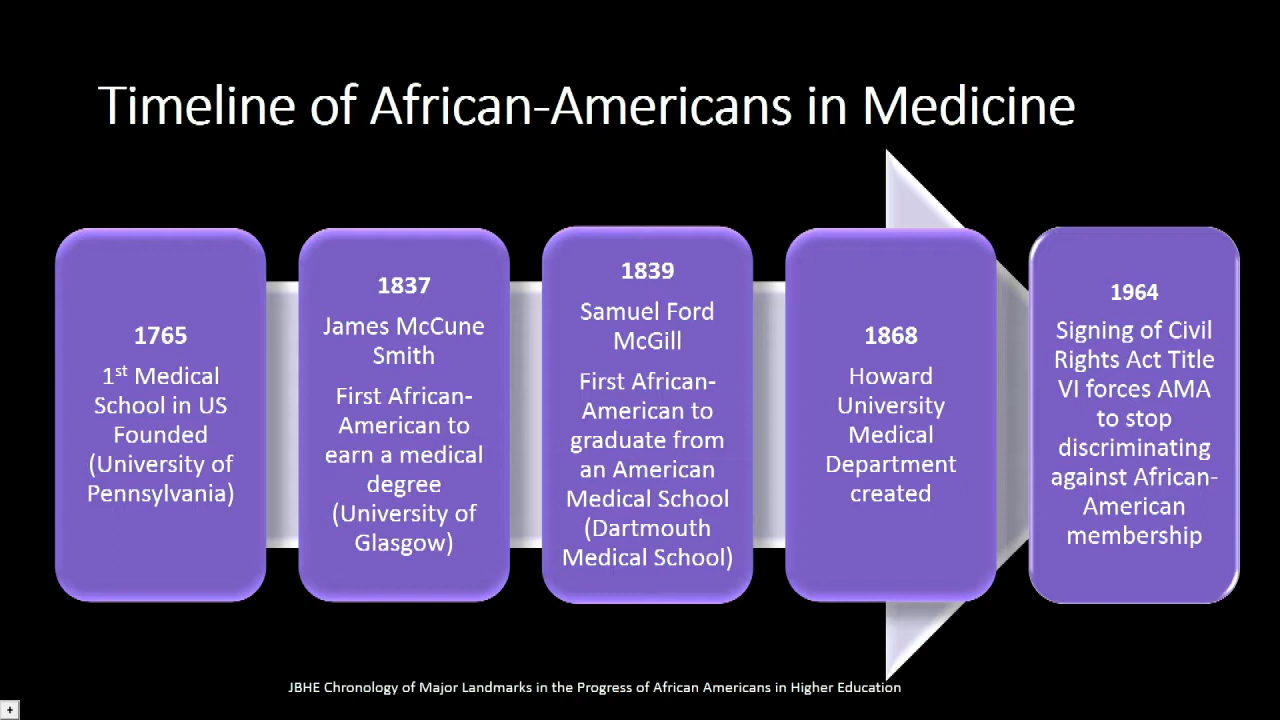 Timeline of African-Americans in Medicine
1765
1st Medical
School in US
Founded
(University of
Pennsylvania)
1837
James McCune
Smith
First African-
American to
earn a medical
degree
(University of
Glasgow)
1839
Samuel Ford
McGill
First African-
American to
graduate from
an American
Medical School
(Dartmouth
Medical School)
1868
Howard
University
Medical
Department
created
1964
Signing of Civil
Rights Act Title
VI forces AMA
to stop
discriminating
against African-
American
membership
JBHE Chronology of Major Landmarks in the Progress of African Americans in Higher Education
+